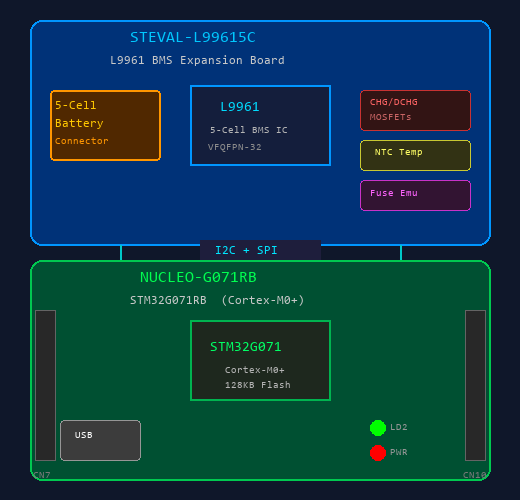 STEVAL-L99615C
L9961 BMS Expansion Board
5-Cell
Battery
Connector
L9961
5-Cell BMS IC
VFQFPN-32
CHG/DCHG
MOSFETs
NTC Temp
Fuse Emu
I2C + SPI
NUCLEO-G071RB
STM32G071RB (Cortex-M0+)
STM32G071
Cortex-M0+
128KB Flash
USB
LD2
PWR
CN7
CN10